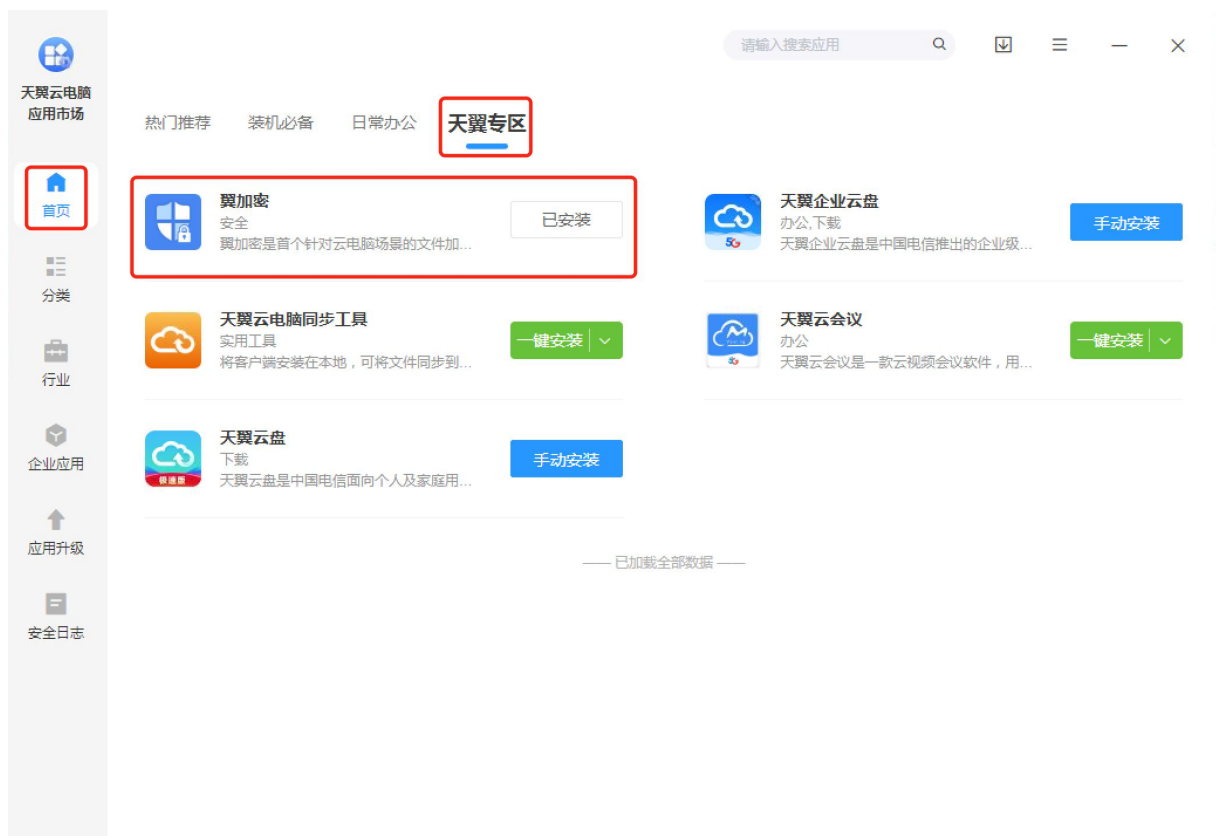 请输入搜索应用
天翼云电脑
应用市场
热门推荐
装机必备
日常办公
天翼专区
首页
分类
行业
企业应用
应用升级
安全日志
翼加密
安全
翼加密是首个针对云电脑场景的文件加...
已安装
天翼企业云盘
办公,下载
天翼企业云盘是中国电信推出的企业级...
手动安装
5G
天翼云电脑同步工具
实用工具
将客户端安装在本地，可将文件同步到...
一键安装
天翼云会议
办公
天翼云会议是一款云视频会议软件，用...
一键安装
5G
天翼云盘
下载
天翼云盘是中国电信面向个人及家庭用...
手动安装
极速版
—— 已加载全部数据 ——